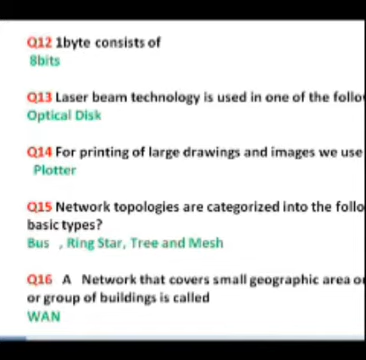 Q12 1byte consists of
8bits
Q13 Laser beam technology is used in one of the follo
Optical Disk
Q14 For printing of large drawings and images we use
Plotter
Q15 Network topologies are categorized into the follo
basic types?
Bus , Ring Star, Tree and Mesh
Q16 A Network that covers small geographic area or
or group of buildings is called
WAN